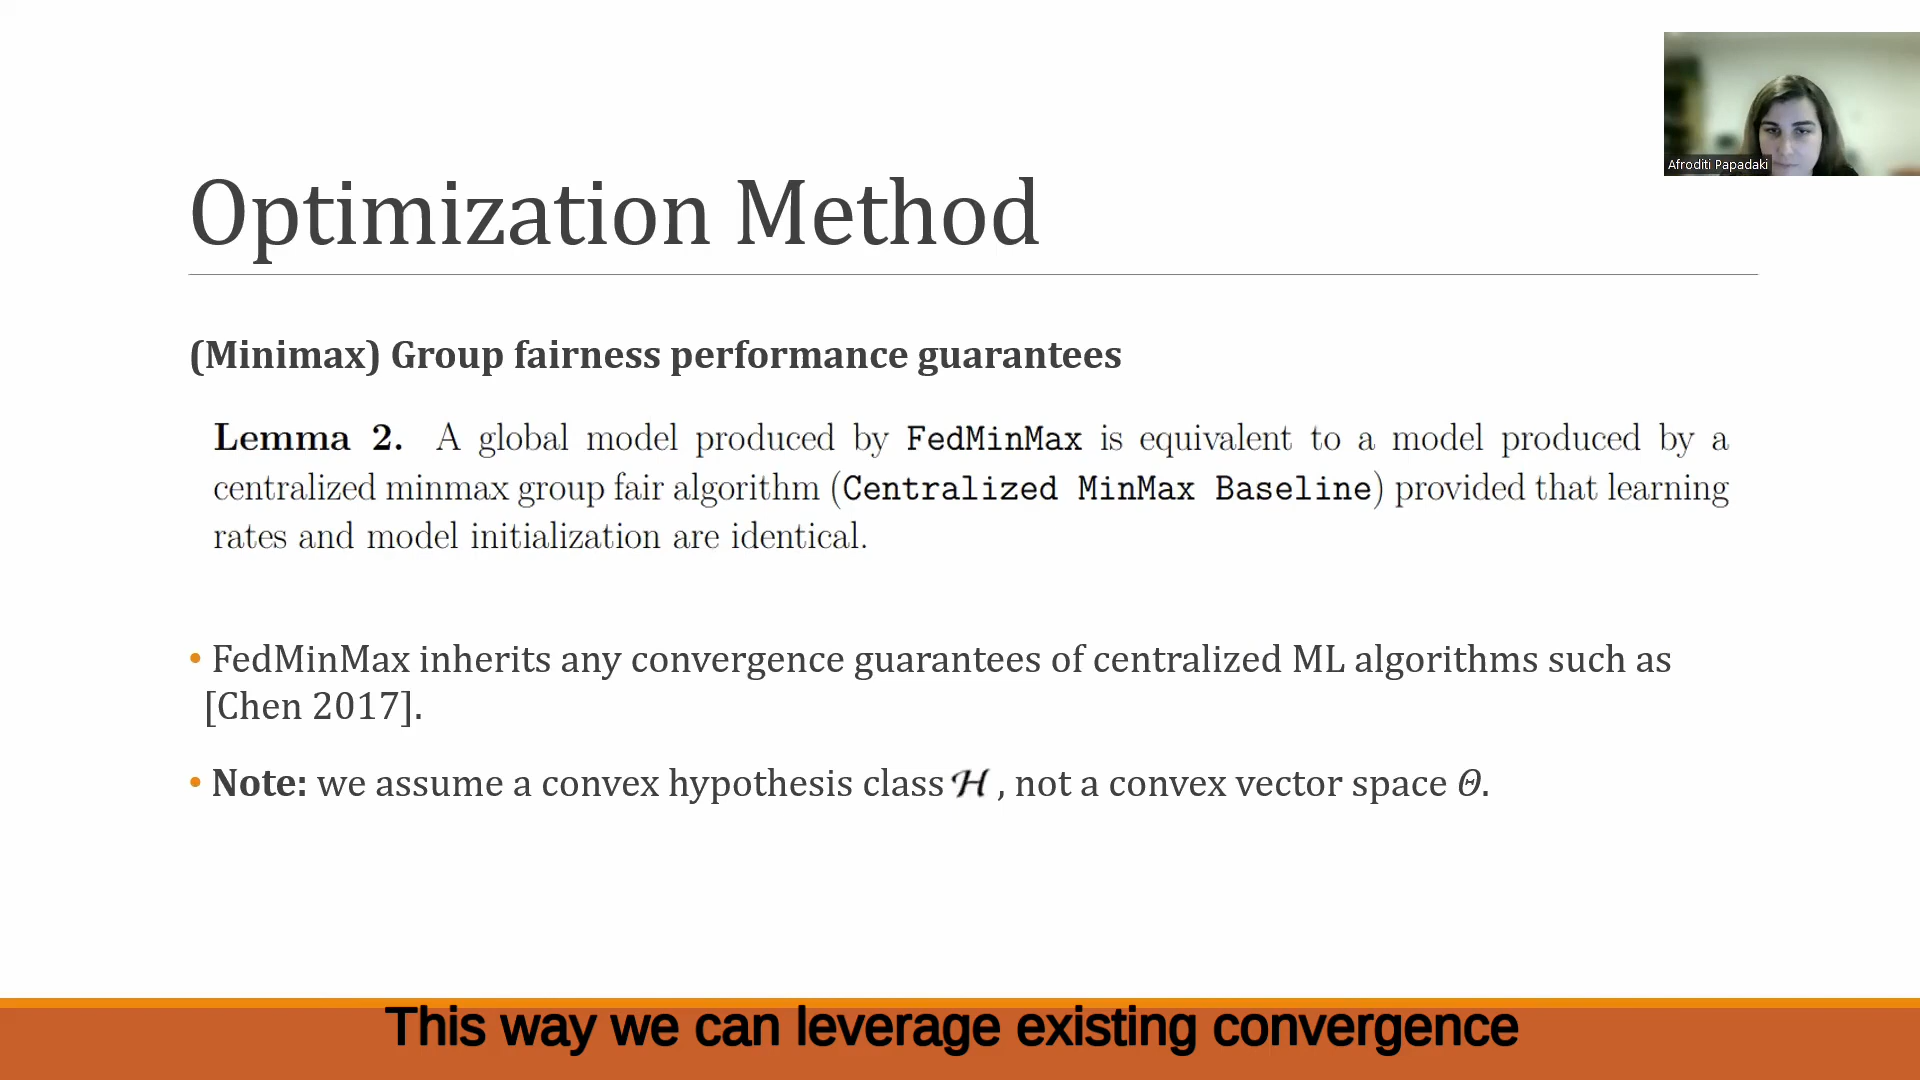 Afroditi Papadaki
Optimization Method
(Minimax) Group fairness performance guarantees
Lemma 2. A global model produced by FedMinMax is equivalent to a model produced by a
centralized minmax group fair algorithm (Centralized MinMax Baseline) provided that learning
rates and model initialization are identical.
• FedMinMax inherits any convergence guarantees of centralized ML algorithms such as
[Chen 2017].
• Note: we assume a convex hypothesis class ℋ , not a convex vector space Θ.
This way we can leverage existing convergence